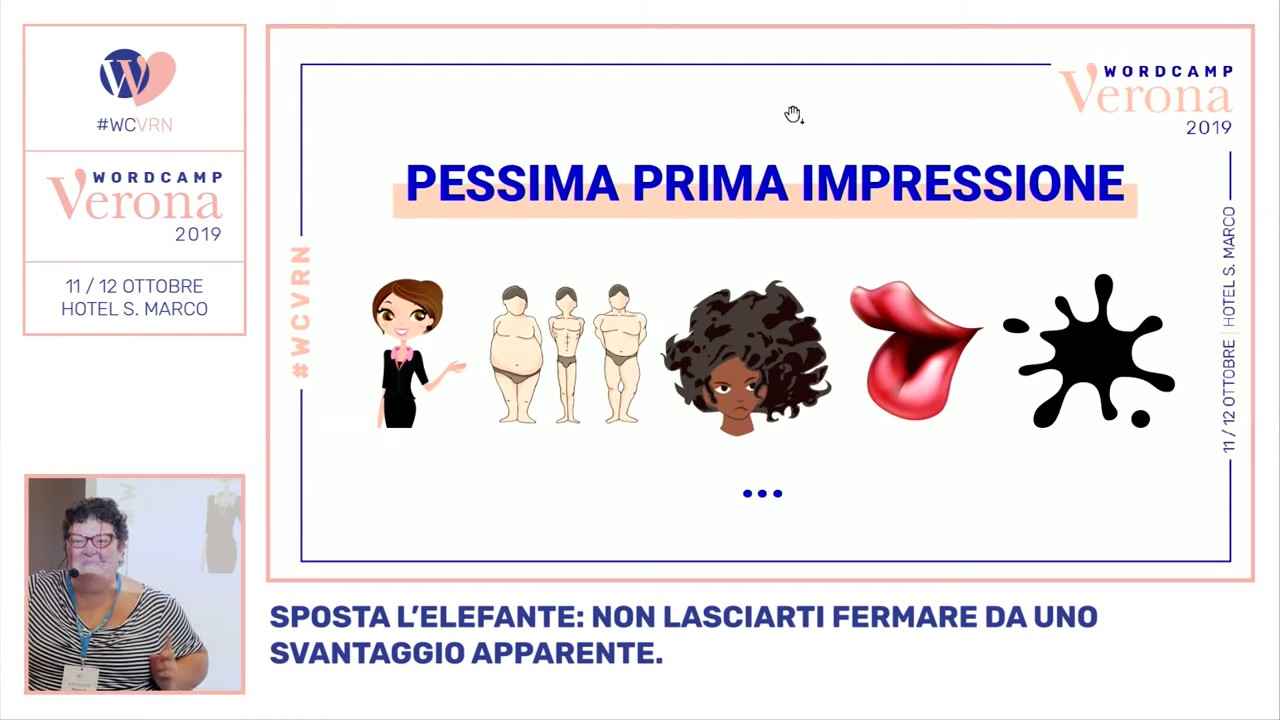 #WCVRN
WORDCAMP
Verona
2019
11 / 12 OTTOBRE
HOTEL S. MARCO
WORDCAMP
Verona
2019
PESSIMA PRIMA IMPRESSIONE
#WCVRN
11 / 12 OTTOBRE | HOTEL S. MARCO
...
SPOSTA L'ELEFANTE: NON LASCIARTI FERMARE DA UNO
SVANTAGGIO APPARENTE.